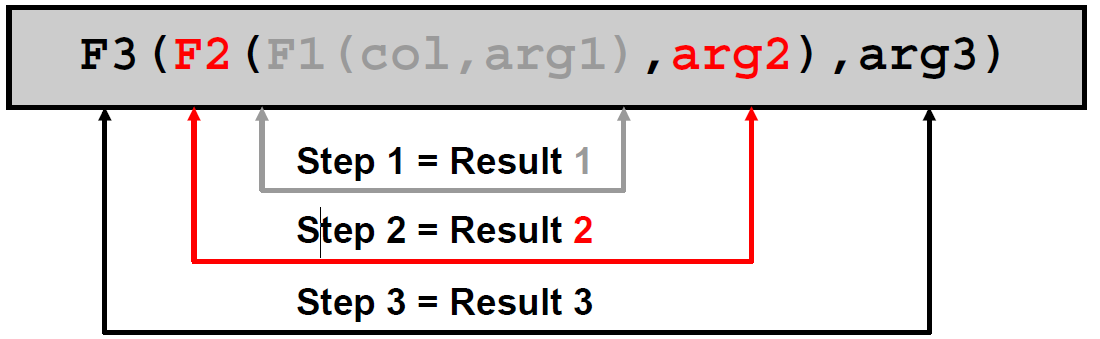 F3(F2(F1(col,arg1),arg2),arg3)
Step 1 = Result 1
Step 2 = Result 2
Step 3 = Result 3